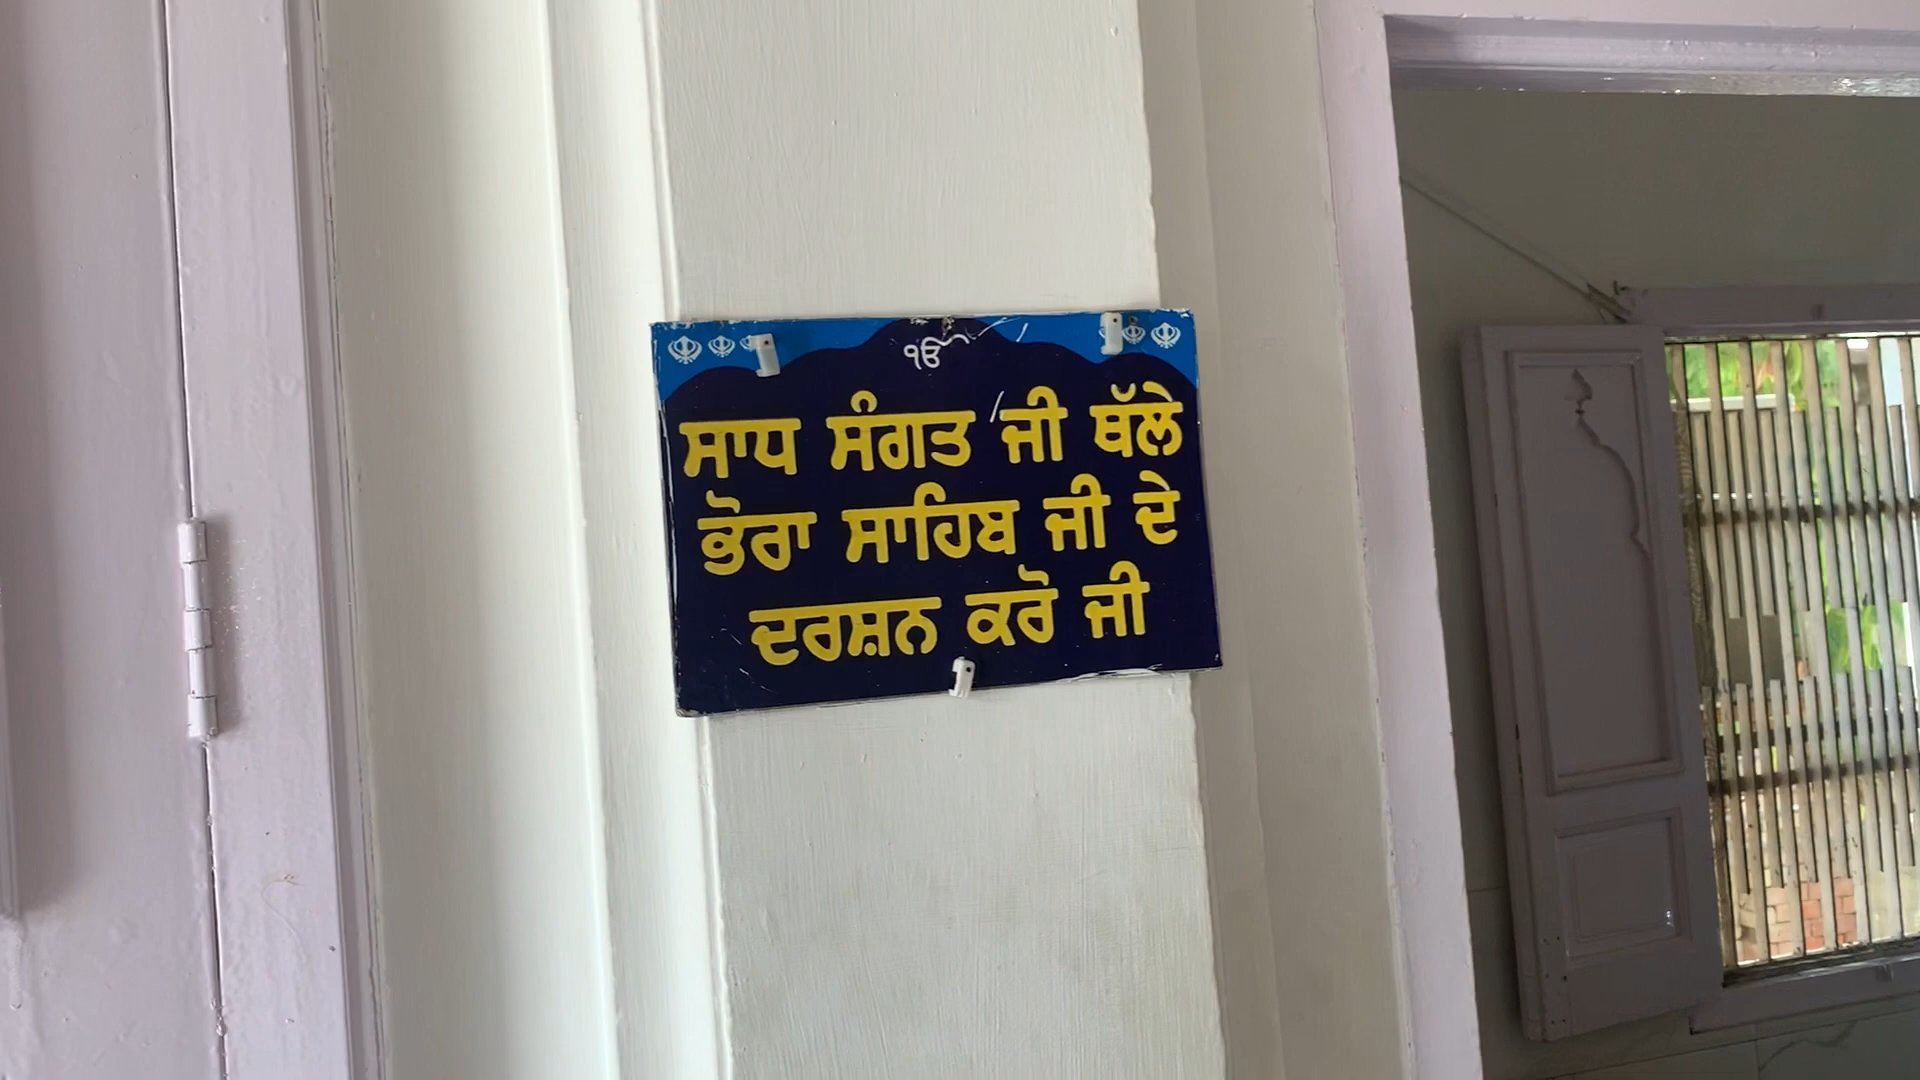 ੴ
ਸਾਧ ਸੰਗਤ ਜੀ ਥੱਲੇ
ਭੋਰਾ ਸਾਹਿਬ ਜੀ ਦੇ
ਦਰਸ਼ਨ ਕਰੋ ਜੀ